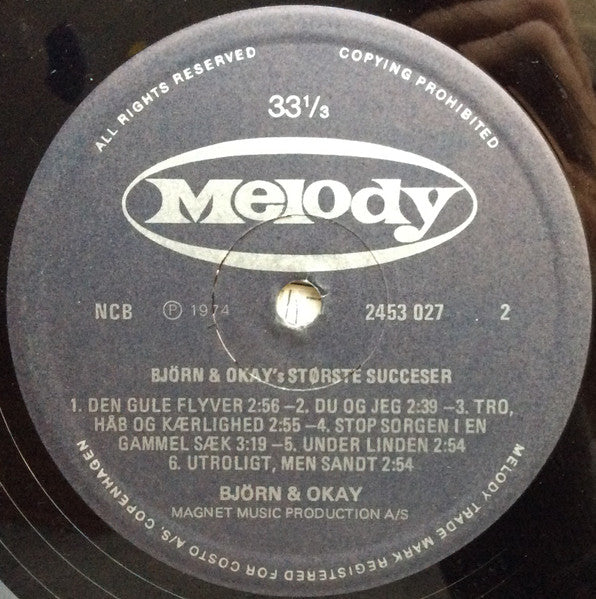 ALL RIGHTS RESERVED
COPYING PROHIBITED
33⅓
Melody
NCB
Ⓟ 1974
2453 027
2
BJÖRN & OKAY's STØRSTE SUCCESER
1. DEN GULE FLYVER 2:56 – 2. DU OG JEG 2:39 – 3. TRO,
HÅB OG KÆRLIGHED 2:55 – 4. STOP SORGEN I EN
GAMMEL SÆK 3:19 – 5. UNDER LINDEN 2:54
6. UTROLIGT, MEN SANDT 2:54
BJÖRN & OKAY
MAGNET MUSIC PRODUCTION A/S
MELODY TRADE MARK REGISTERED FOR COSTO A/S, COPENHAGEN